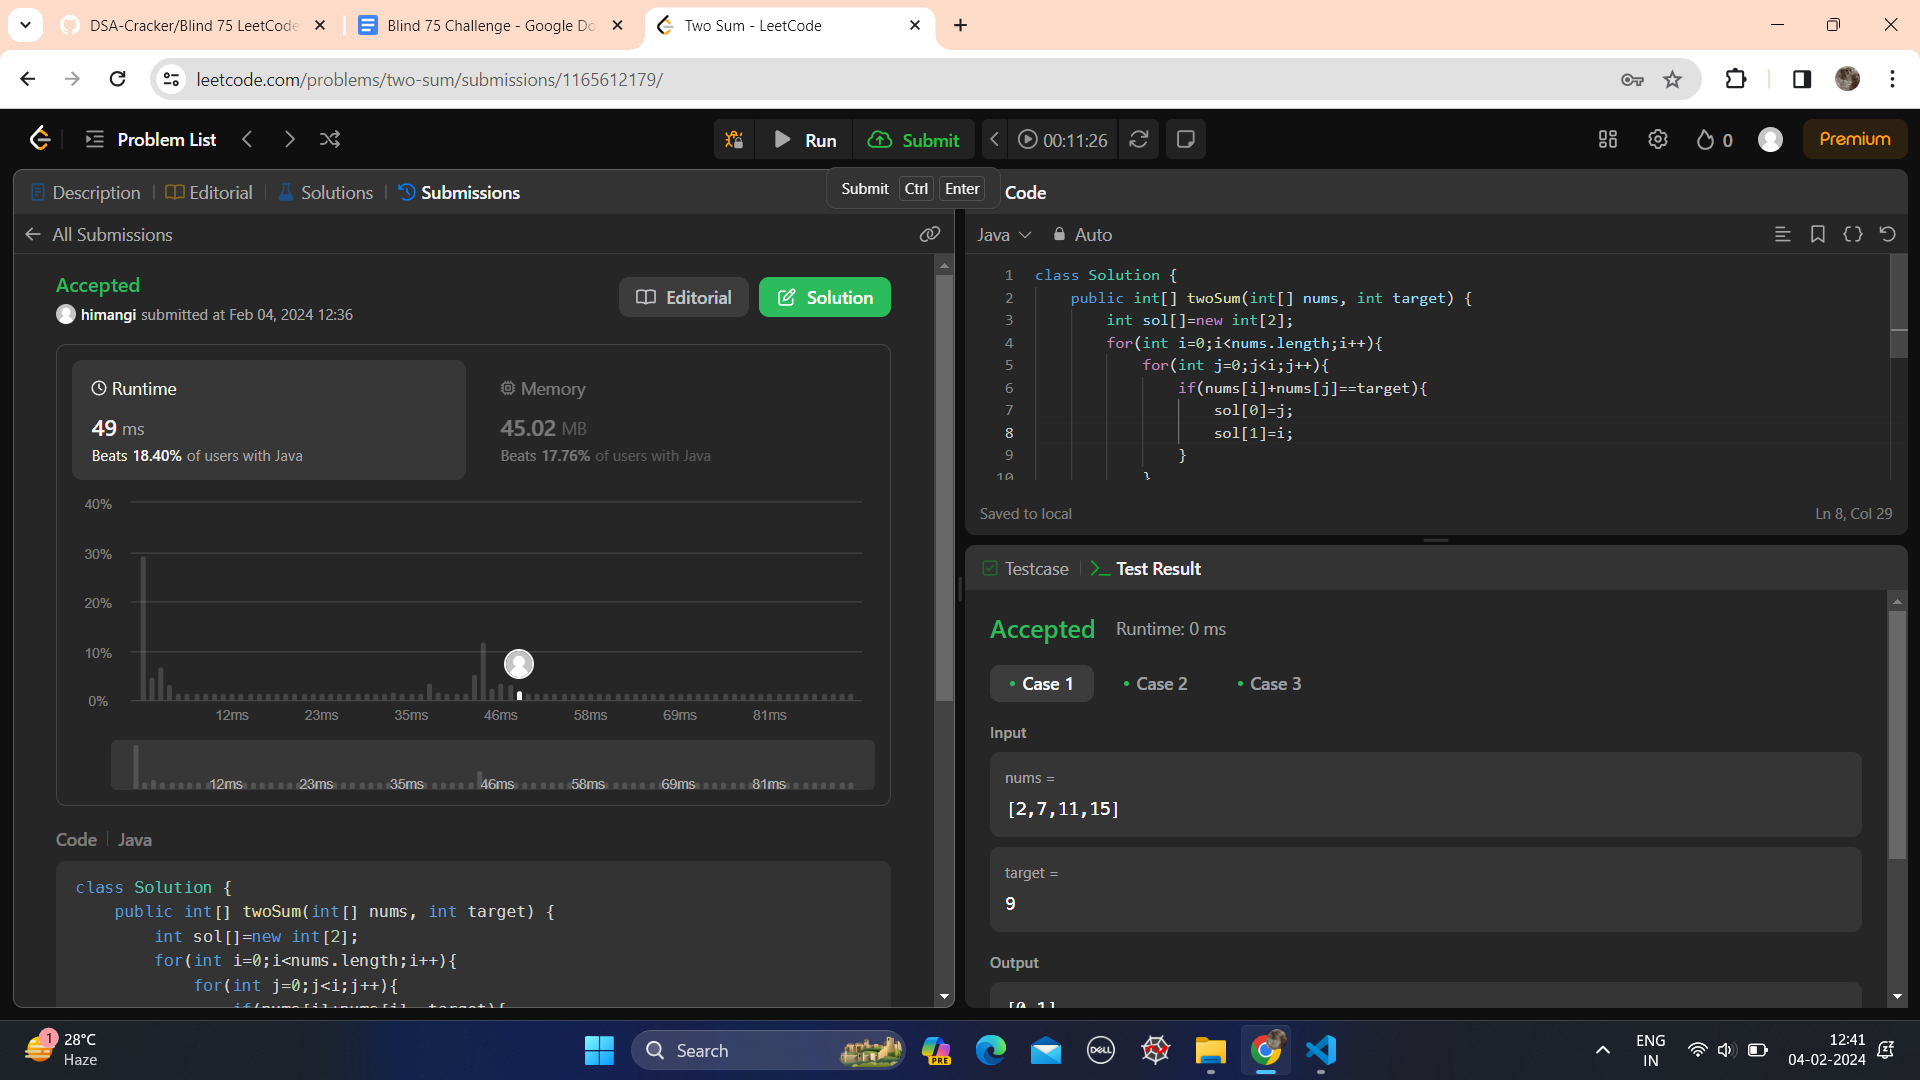 DSA-Cracker/Blind 75 LeetCode
Blind 75 Challenge - Google Do
Two Sum - LeetCode
leetcode.com/problems/two-sum/submissions/1165612179/
Problem List
Run
Submit
00:11:26
0
Premium
Description
Editorial
Solutions
Submissions
Submit Ctrl Enter
Code
All Submissions
Java
Auto
Accepted
himangi submitted at Feb 04, 2024 12:36
Editorial
Solution
Runtime
49 ms
Beats 18.40% of users with Java
Memory
45.02 MB
Beats 17.76% of users with Java
40%
30%
20%
10%
0%
12ms 23ms 35ms 46ms 58ms 69ms 81ms
12ms 23ms 35ms 46ms 58ms 69ms 81ms
Code Java
class Solution {
public int[] twoSum(int[] nums, int target) {
int sol[]=new int[2];
for(int i=0;i<nums.length;i++){
for(int j=0;j<i;j++){
if(nums[i]+nums[j]==target){
1 class Solution {
2 public int[] twoSum(int[] nums, int target) {
3 int sol[]=new int[2];
4 for(int i=0;i<nums.length;i++){
5 for(int j=0;j<i;j++){
6 if(nums[i]+nums[j]==target){
7 sol[0]=j;
8 sol[1]=i;
9 }
10 }
Saved to local
Ln 8, Col 29
Testcase
Test Result
Accepted Runtime: 0 ms
Case 1
Case 2
Case 3
Input
nums =
[2,7,11,15]
target =
9
Output
[0,1]
1
28°C
Haze
Search
PRE
DELL
ENG
IN
12:41
04-02-2024